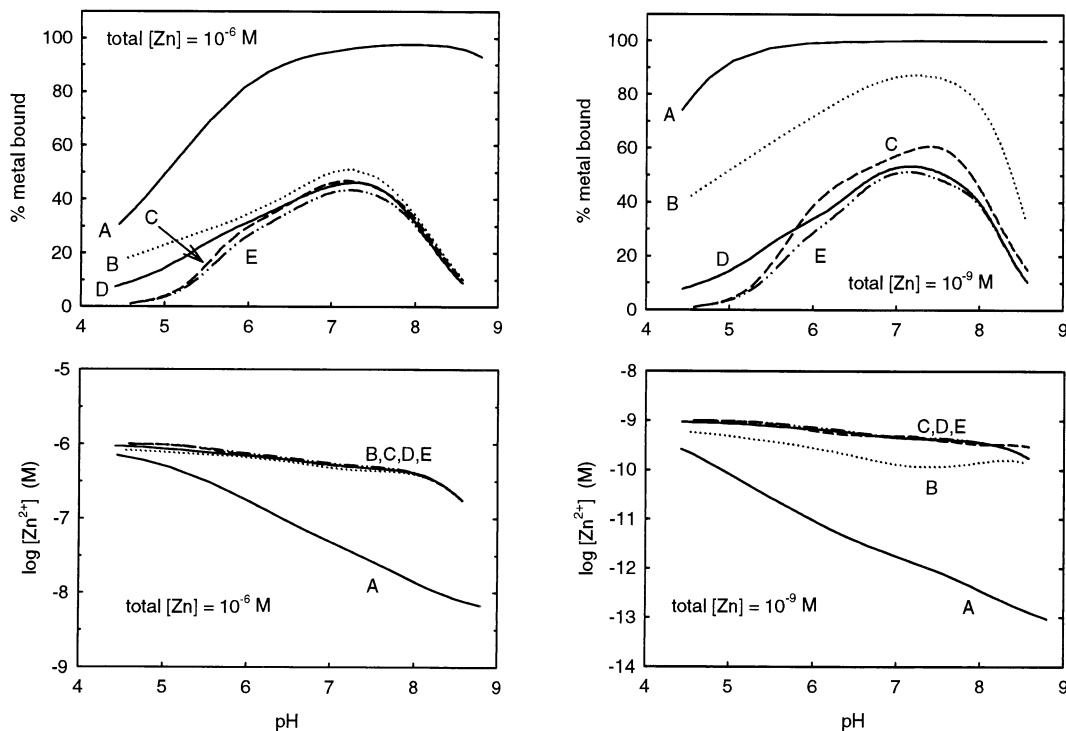 total [Zn] = 10⁻⁶ M
% metal bound
100
80
60
40
20
0
A
C
B
D
E
4 5 6 7 8 9
total [Zn] = 10⁻⁹ M
% metal bound
100
80
60
40
20
0
A
C
B
D
E
4 5 6 7 8 9
log [Zn²⁺] (M)
-5
-6
-7
-8
-9
B,C,D,E
A
total [Zn] = 10⁻⁶ M
4 5 6 7 8 9
pH
log [Zn²⁺] (M)
-8
-9
-10
-11
-12
-13
-14
C,D,E
B
A
total [Zn] = 10⁻⁹ M
4 5 6 7 8 9
pH